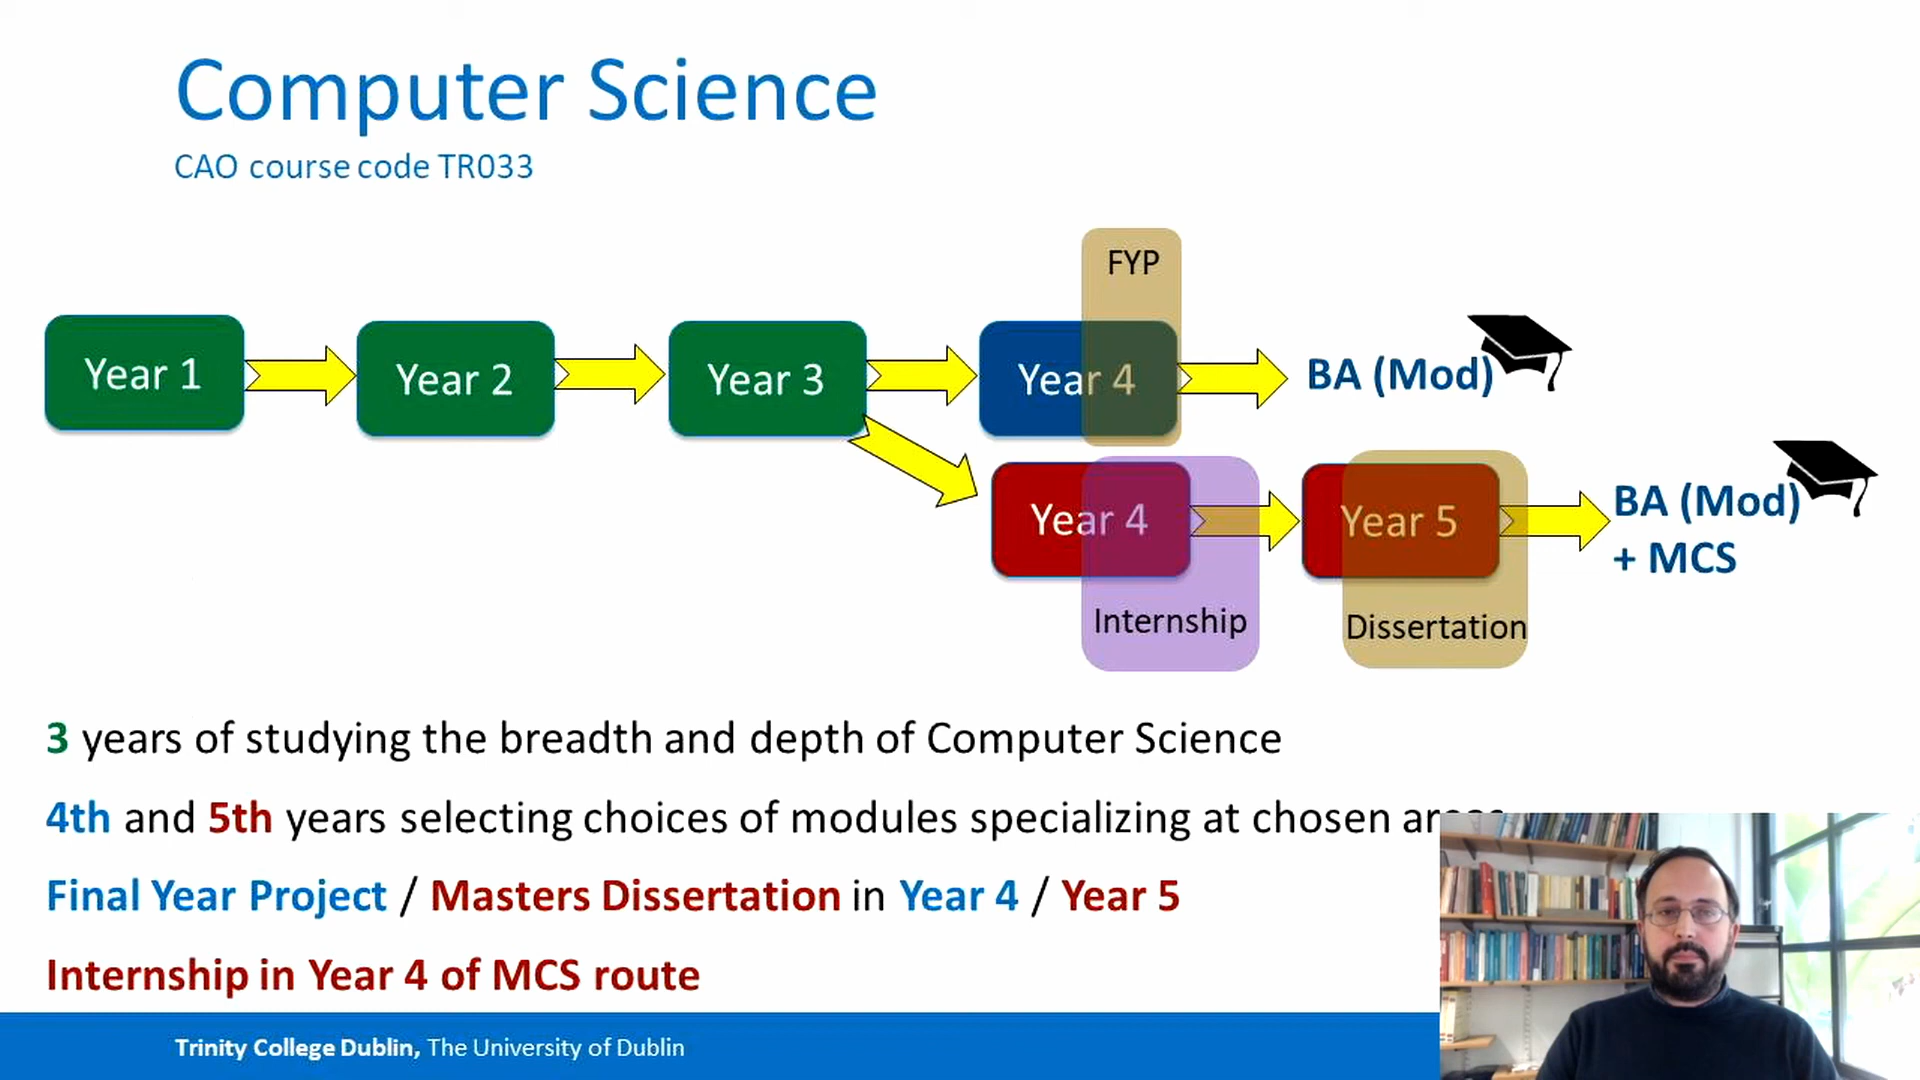 Computer Science
CAO course code TR033
FYP
Year 1
Year 2
Year 3
Year 4
BA (Mod)
Year 4
Year 5
BA (Mod)
+ MCS
Internship
Dissertation
3 years of studying the breadth and depth of Computer Science
4th and 5th years selecting choices of modules specializing at chosen areas
Final Year Project / Masters Dissertation in Year 4 / Year 5
Internship in Year 4 of MCS route
Trinity College Dublin, The University of Dublin